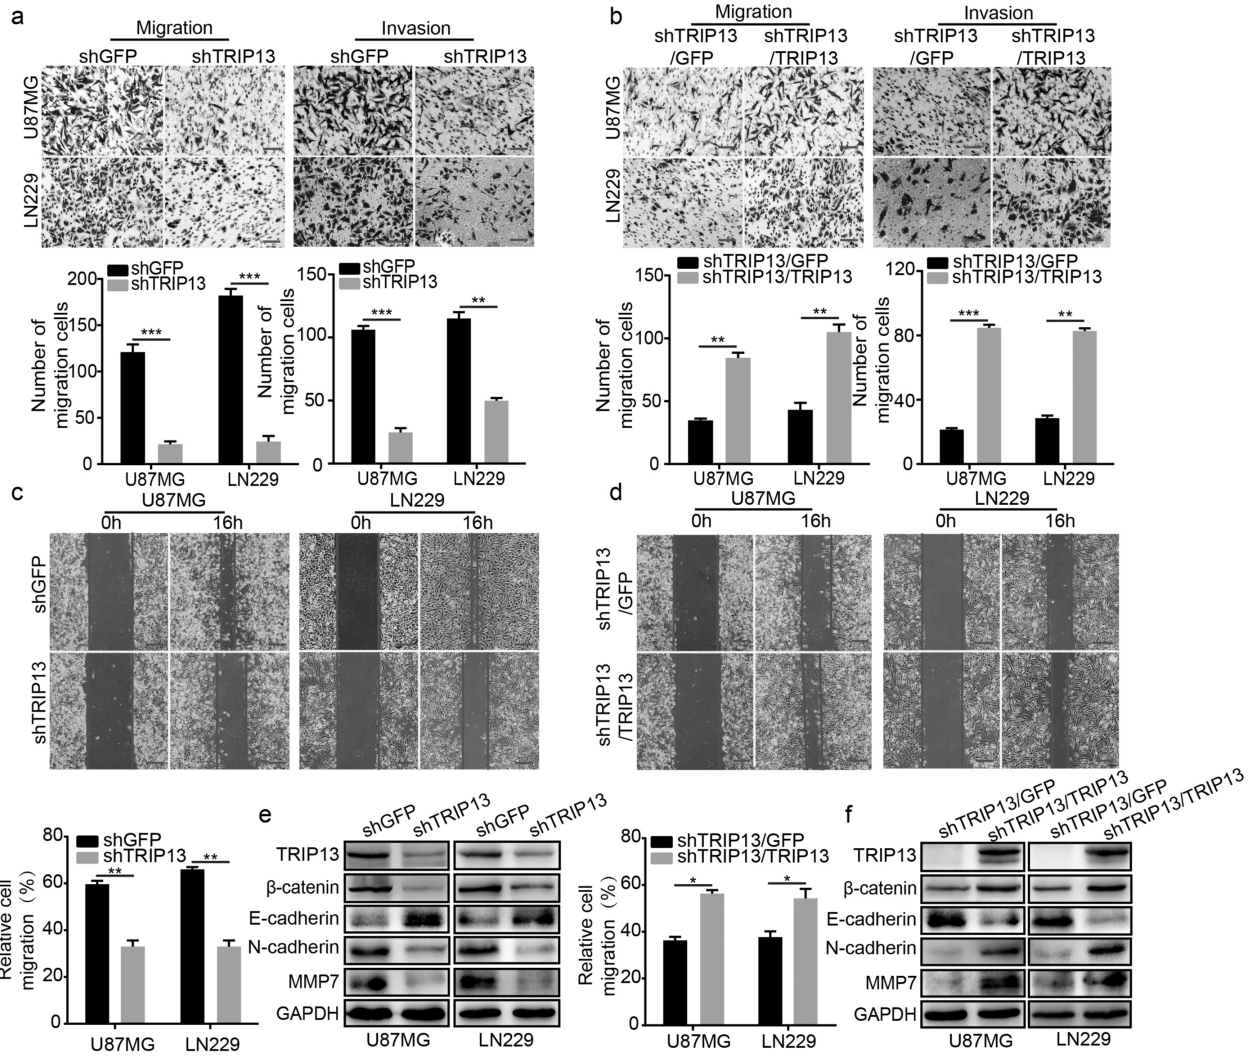 a
Migration
Invasion
shGFP
shTRIP13
shGFP
shTRIP13
U87MG
LN229
200
150
100
50
0
Number of
migration cells
shGFP
shTRIP13
***
***
U87MG
LN229
150
100
50
0
Number of
migration cells
shGFP
shTRIP13
***
**
U87MG
LN229
b
Migration
Invasion
shTRIP13
/GFP
shTRIP13
/TRIP13
shTRIP13
/GFP
shTRIP13
/TRIP13
U87MG
LN229
150
100
50
0
Number of
migration cells
shTRIP13/GFP
shTRIP13/TRIP13
**
**
U87MG
LN229
120
80
40
0
Number of
migration cells
shTRIP13/GFP
shTRIP13/TRIP13
***
**
U87MG
LN229
c
U87MG
LN229
0h
16h
0h
16h
shGFP
shTRIP13
80
60
40
20
0
Relative cell
migration (%)
shGFP
shTRIP13
**
**
U87MG
LN229
d
U87MG
LN229
0h
16h
0h
16h
shTRIP13
/GFP
shTRIP13
/TRIP13
80
60
40
20
0
Relative cell
migration (%)
shTRIP13/GFP
shTRIP13/TRIP13
*
*
U87MG
LN229
e
shGFP
shTRIP13
shGFP
shTRIP13
TRIP13
β-catenin
E-cadherin
N-cadherin
MMP7
GAPDH
U87MG
LN229
f
shTRIP13/GFP
shTRIP13/TRIP13
shTRIP13/GFP
shTRIP13/TRIP13
TRIP13
β-catenin
E-cadherin
N-cadherin
MMP7
GAPDH
U87MG
LN229